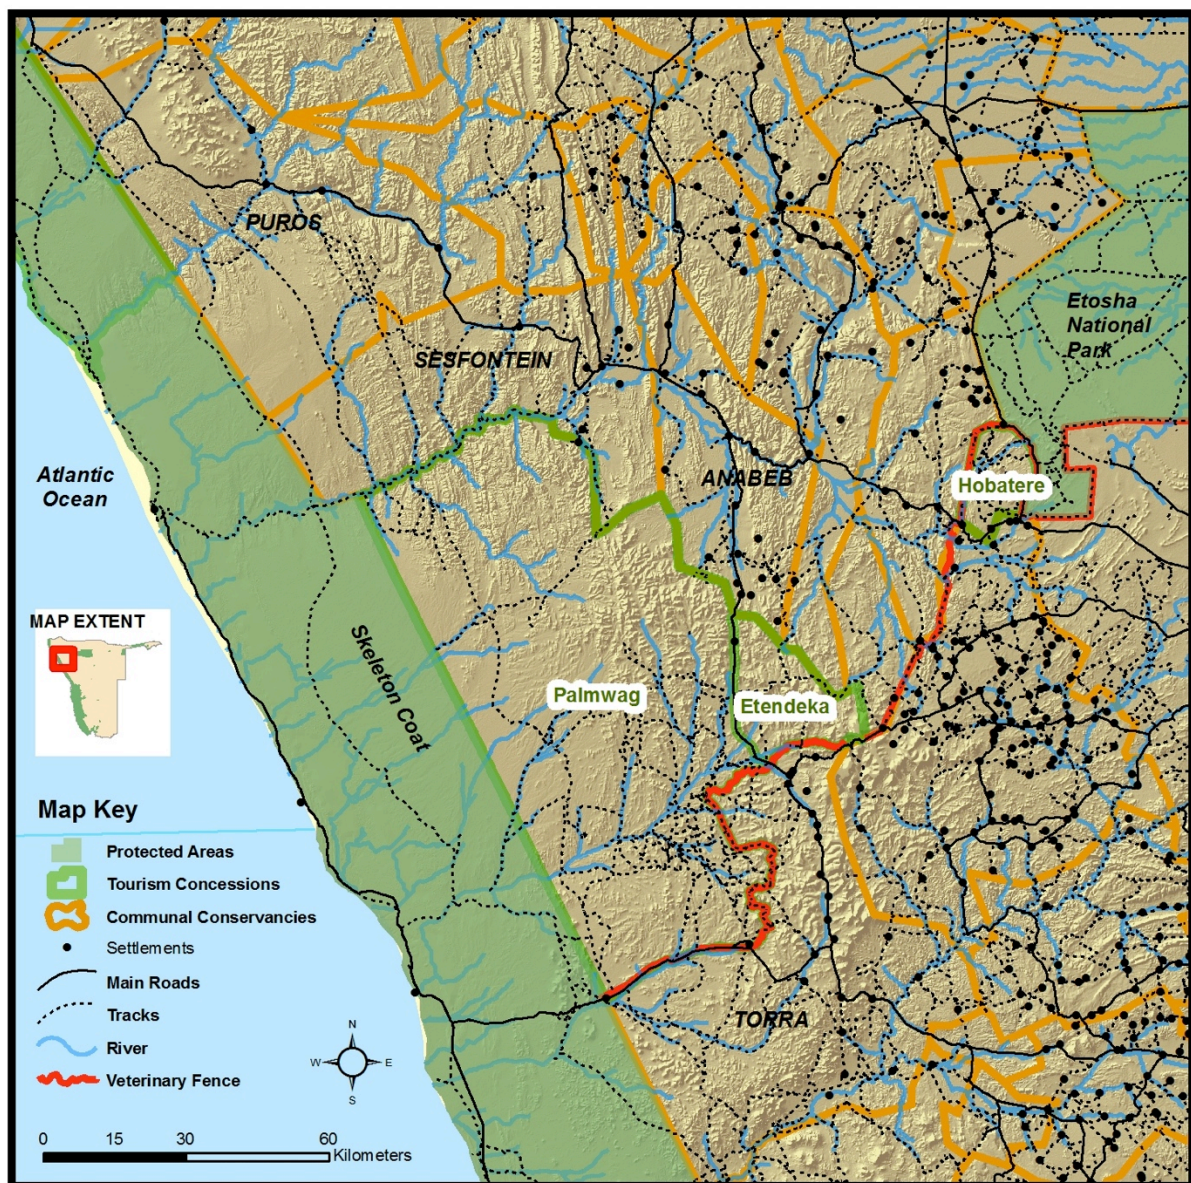 PUROS
Etosha
National
Park
SESFONTEIN
Atlantic
Ocean
ANABEB
Hobatere
MAP EXTENT
Skeleton Coat
Palmwag
Etendeka
Map Key
Protected Areas
Tourism Concessions
Communal Conservancies
Settlements
Main Roads
Tracks
River
Veterinary Fence
TORRA
N
W E
S
0 15 30 60
Kilometers